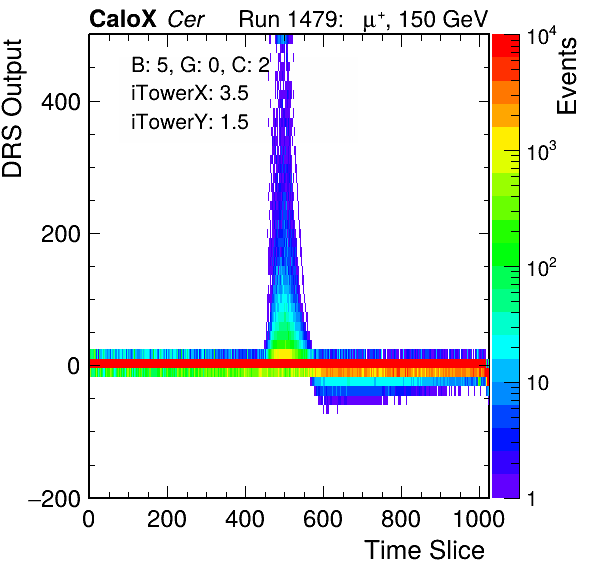 CaloX Cer Run 1479: μ⁺, 150 GeV
B: 5, G: 0, C: 2
iTowerX: 3.5
iTowerY: 1.5
DRS Output
400
200
0
−200
0 200 400 600 800 1000
Time Slice
Events
10⁴
10³
10²
10
1